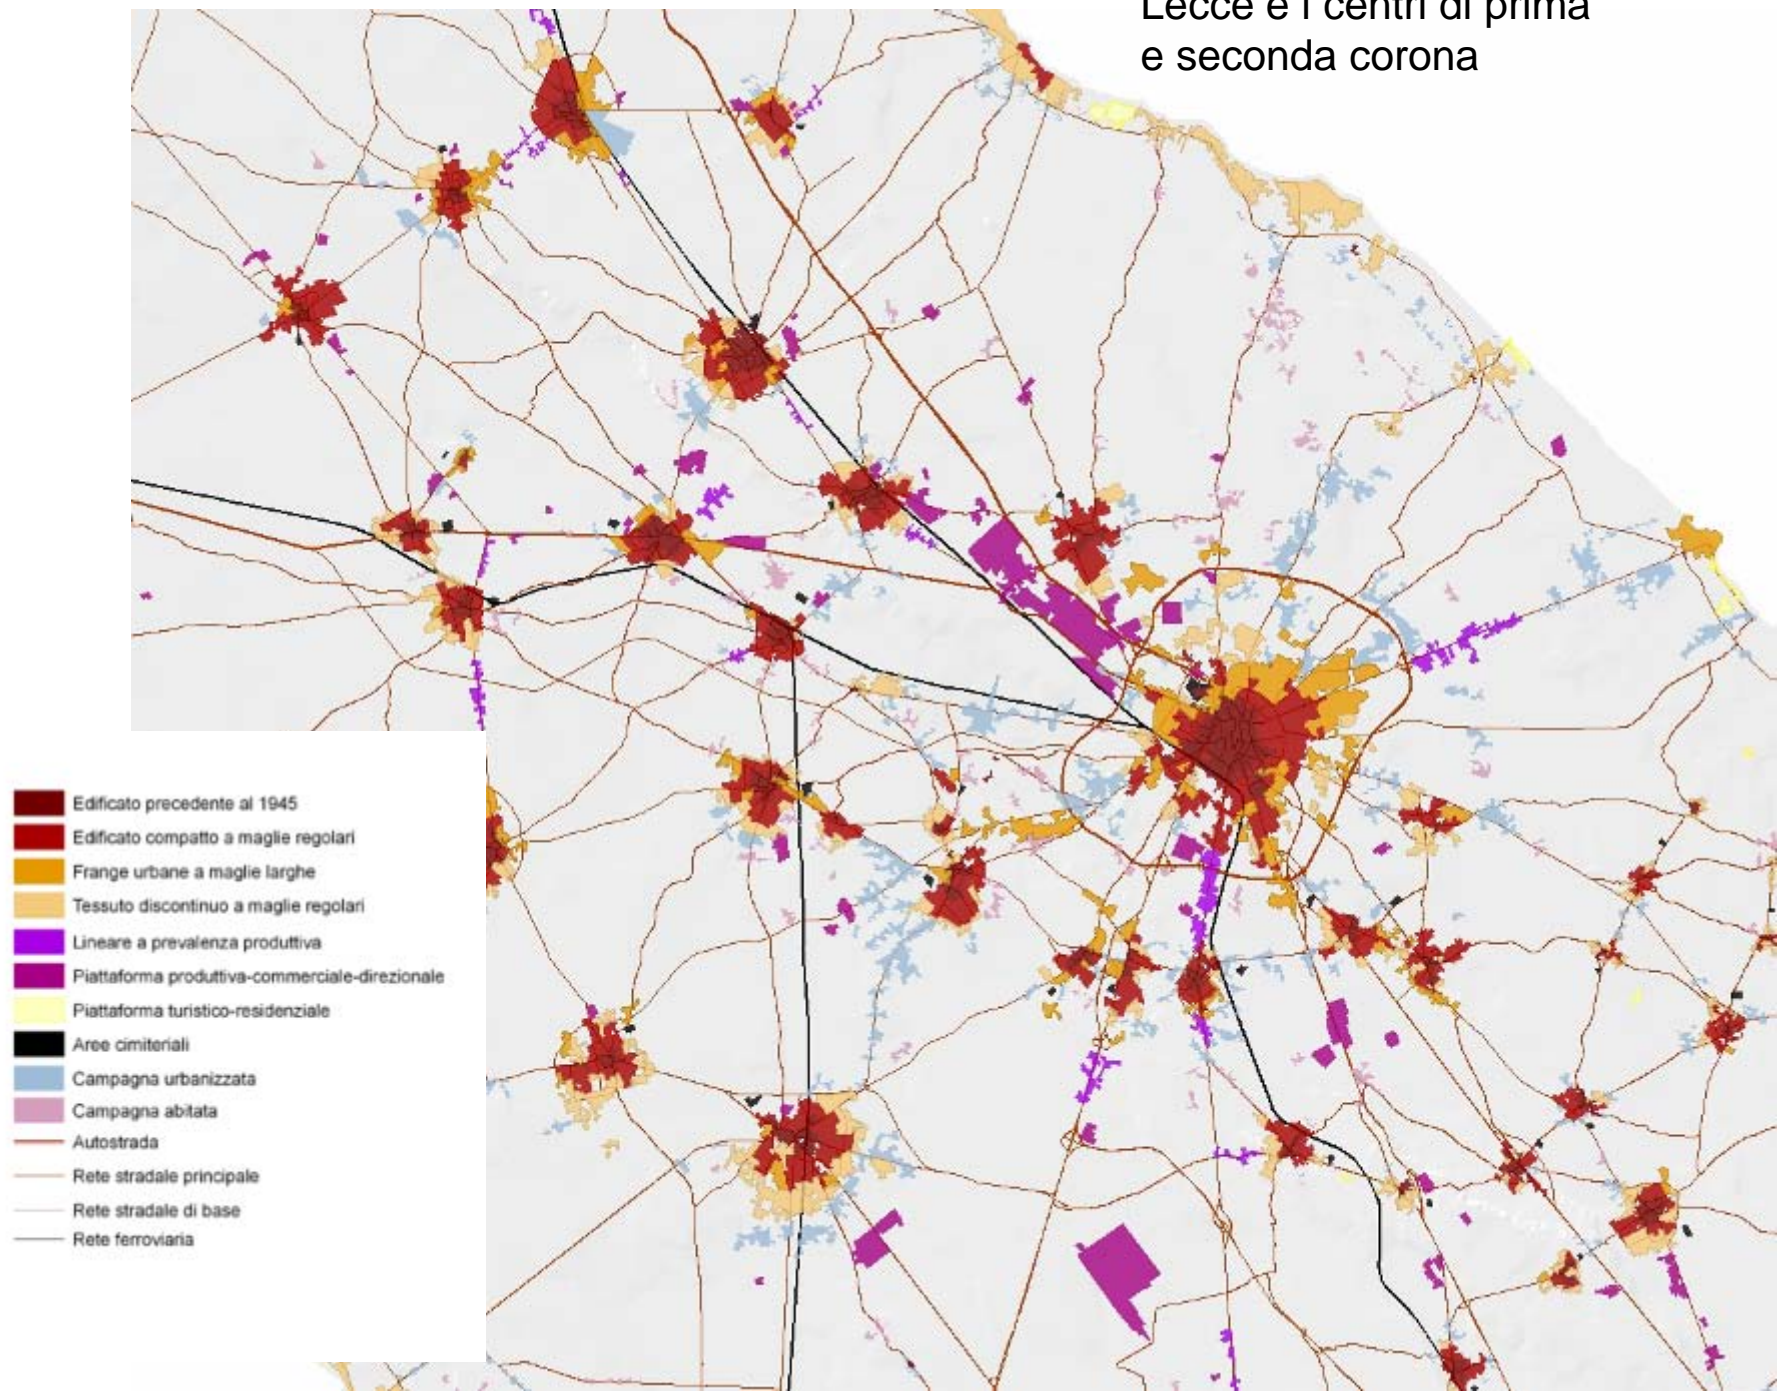 Lecce e i centri di prima
e seconda corona
Edificato precedente al 1945
Edificato compatto a maglie regolari
Frange urbane a maglie larghe
Tessuto discontinuo a maglie regolari
Lineare a prevalenza produttiva
Piattaforma produttiva-commerciale-direzionale
Piattaforma turistico-residenziale
Aree cimiteriali
Campagna urbanizzata
Campagna abitata
Autostrada
Rete stradale principale
Rete stradale di base
Rete ferroviaria